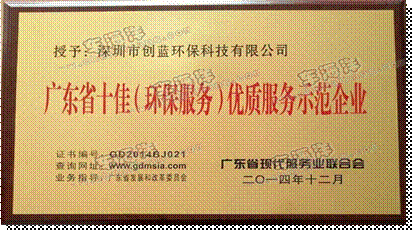 授予：深圳市创蓝环保科技有限公司
广东省十佳（环保服务）优质服务示范企业
证书编号：GD2014BJ021
查询网址：www.gdmsia.com
业务指导：广东省发展和改革委员会
广东省现代服务业联合会
二〇一四年十二月